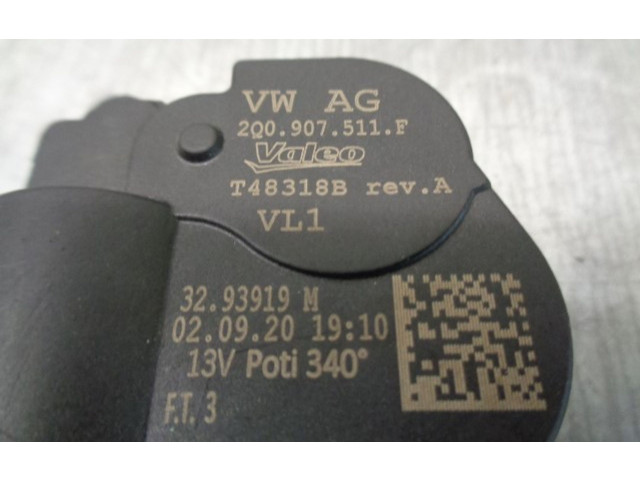 VW AG
2Q0.907.511.F
Valeo
T48318B rev.A
VL1
32.93919 M
02.09.20 19:10
13V Poti 340°
F.T. 3